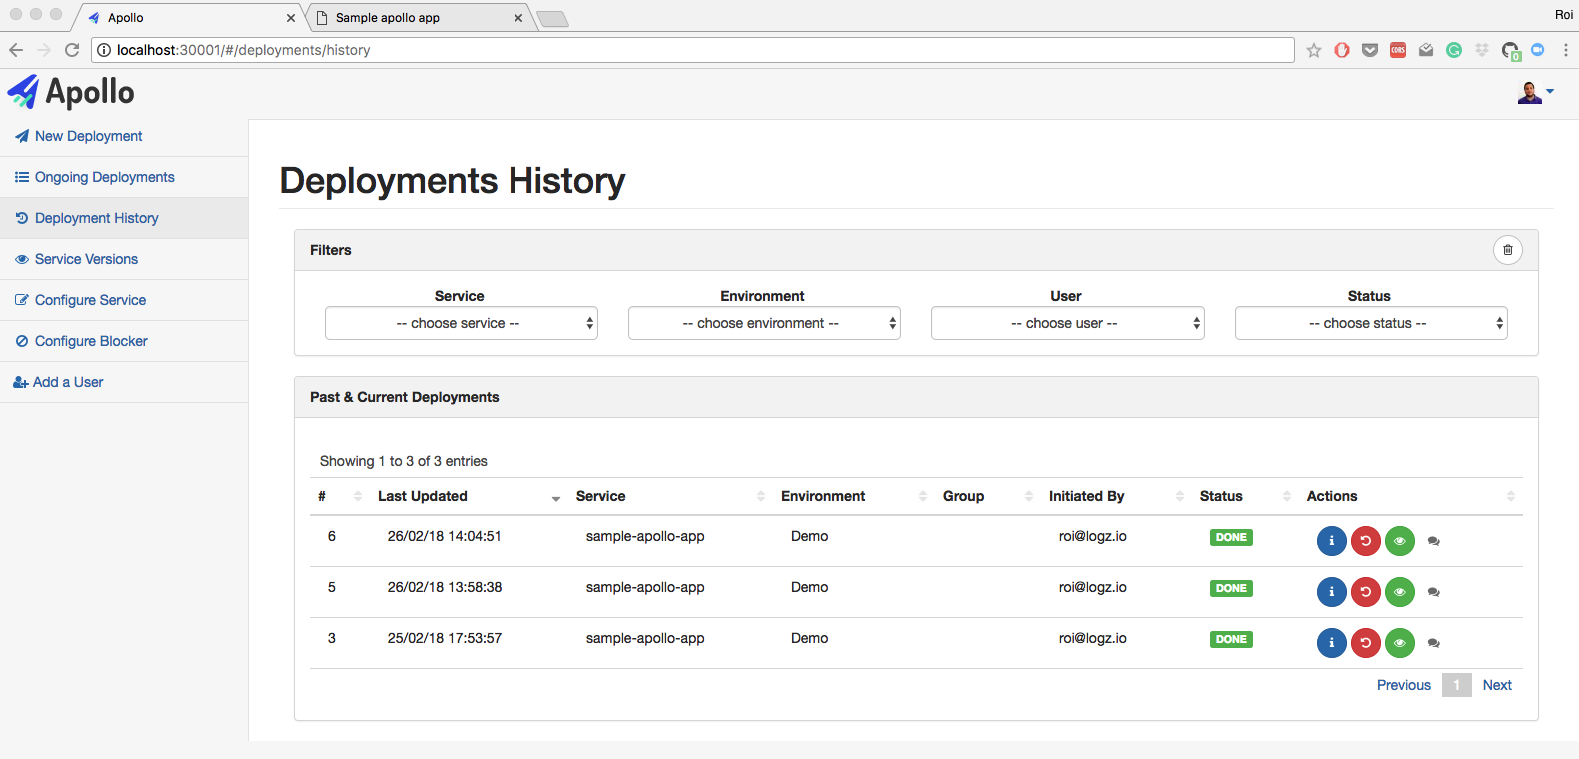 Apollo
Sample apollo app
Roi
localhost:30001/#/deployments/history
CORS
0
Apollo
New Deployment
Ongoing Deployments
Deployment History
Service Versions
Configure Service
Configure Blocker
Add a User
Deployments History
Filters
Service Environment User Status
-- choose service -- -- choose environment -- -- choose user -- -- choose status --
Past & Current Deployments
Showing 1 to 3 of 3 entries
# Last Updated Service Environment Group Initiated By Status Actions
6 26/02/18 14:04:51 sample-apollo-app Demo roi@logz.io DONE
5 26/02/18 13:58:38 sample-apollo-app Demo roi@logz.io DONE
3 25/02/18 17:53:57 sample-apollo-app Demo roi@logz.io DONE
Previous 1 Next